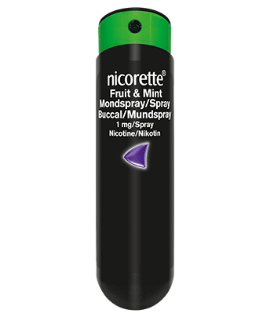 nicorette®
Fruit & Mint
Mondspray/Spray
Buccal/Mundspray
1 mg/Spray
Nicotine/Nikotin